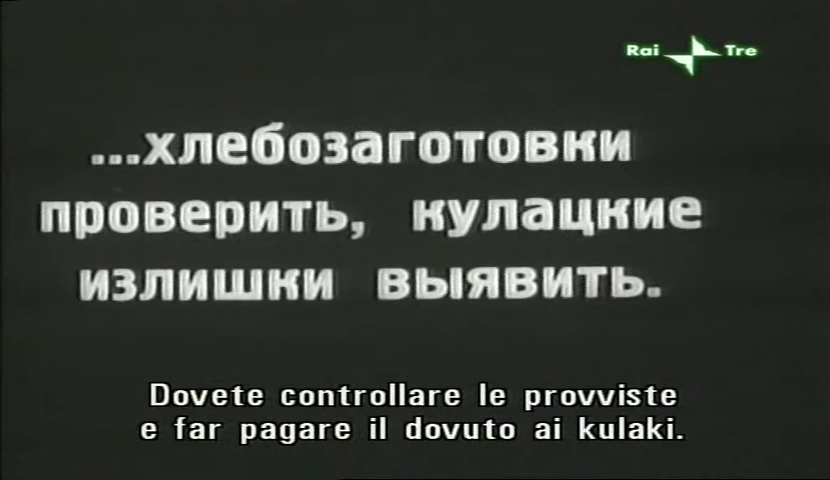 Rai Tre
...хлебозаготовки
проверить, кулацкие
излишки выявить.
Dovete controllare le provviste
e far pagare il dovuto ai kulaki.